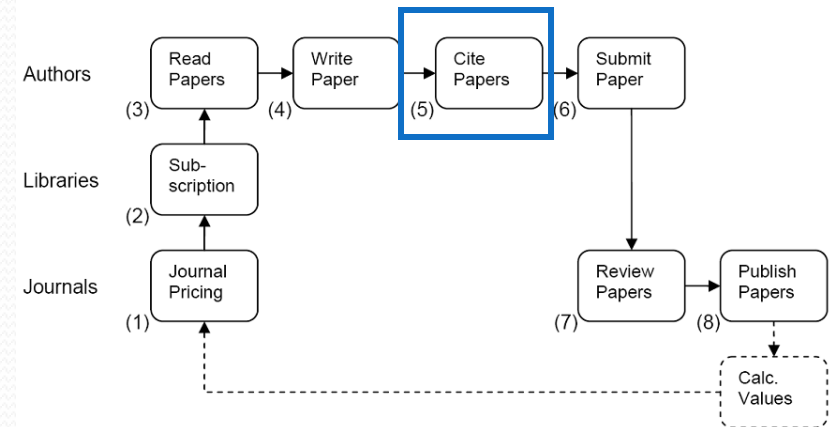 Authors
Read
Papers
(3)
Write
Paper
(4)
Cite
Papers
(5)
Submit
Paper
(6)
Libraries
Sub-
scription
(2)
Journals
Journal
Pricing
(1)
Review
Papers
(7)
Publish
Papers
(8)
Calc.
Values